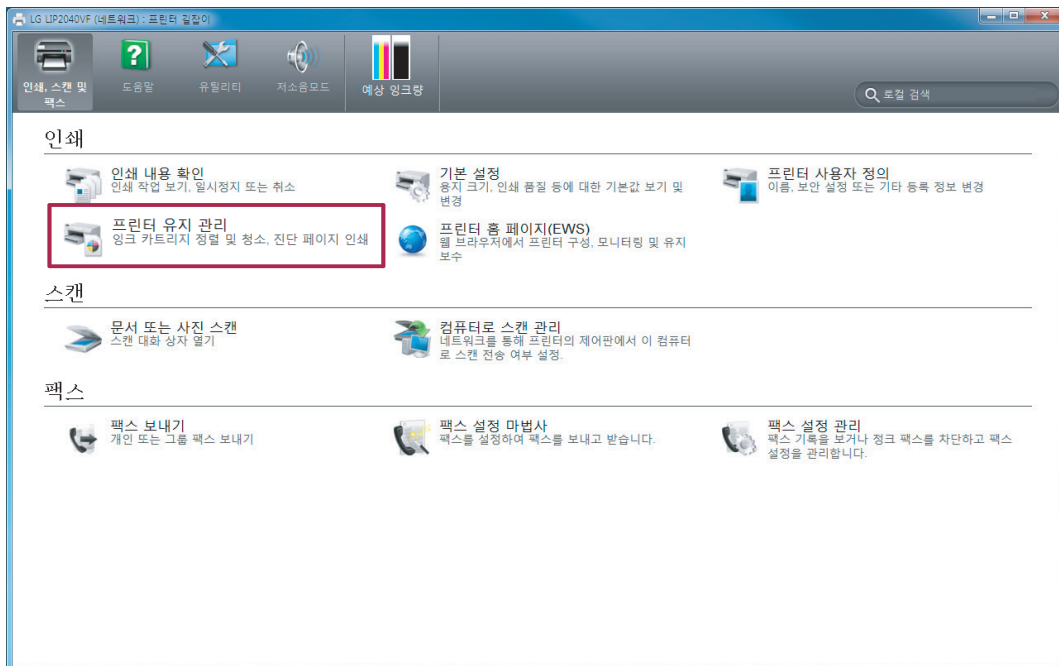 LG LIP2040VF (네트워크) : 프린터 길잡이
인쇄, 스캔 및
팩스
도움말
유틸리티
저소음모드
예상 잉크량
로컬 검색
인쇄
인쇄 내용 확인
인쇄 작업 보기, 일시정지 또는 취소
기본 설정
용지 크기, 인쇄 품질 등에 대한 기본값 보기 및
변경
프린터 사용자 정의
이름, 보안 설정 또는 기타 등록 정보 변경
프린터 유지 관리
잉크 카트리지 정렬 및 청소, 진단 페이지 인쇄
프린터 홈 페이지(EWS)
웹 브라우저에서 프린터 구성, 모니터링 및 유지
보수
스캔
문서 또는 사진 스캔
스캔 대화 상자 열기
컴퓨터로 스캔 관리
네트워크를 통해 프린터의 제어판에서 이 컴퓨터
로 스캔 전송 여부 설정.
팩스
팩스 보내기
개인 또는 그룹 팩스 보내기
팩스 설정 마법사
팩스를 설정하여 팩스를 보내고 받습니다.
팩스 설정 관리
팩스 기록을 보거나 정크 팩스를 차단하고 팩스
설정을 관리합니다.